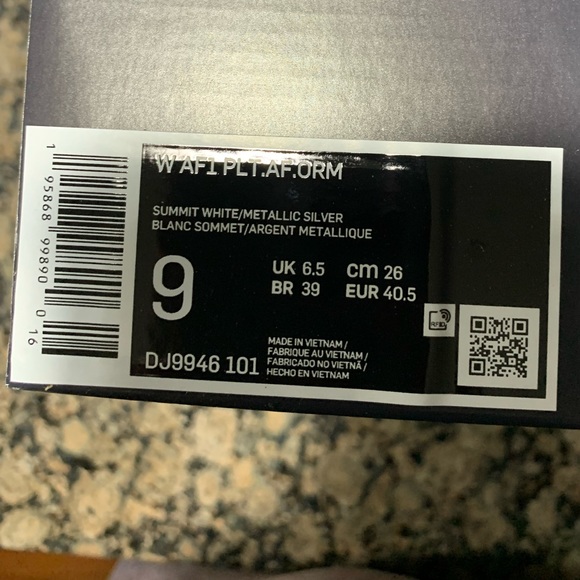 W AF1 PLT.AF.ORM
SUMMIT WHITE/METALLIC SILVER
BLANC SOMMET/ARGENT METALLIQUE
9
UK 6.5 cm 26
BR 39 EUR 40.5
DJ9946 101
MADE IN VIETNAM /
FABRIQUE AU VIETNAM /
FABRICADO NO VIETNÃ /
HECHO EN VIETNAM
RFID
1 95868 99890 0 16